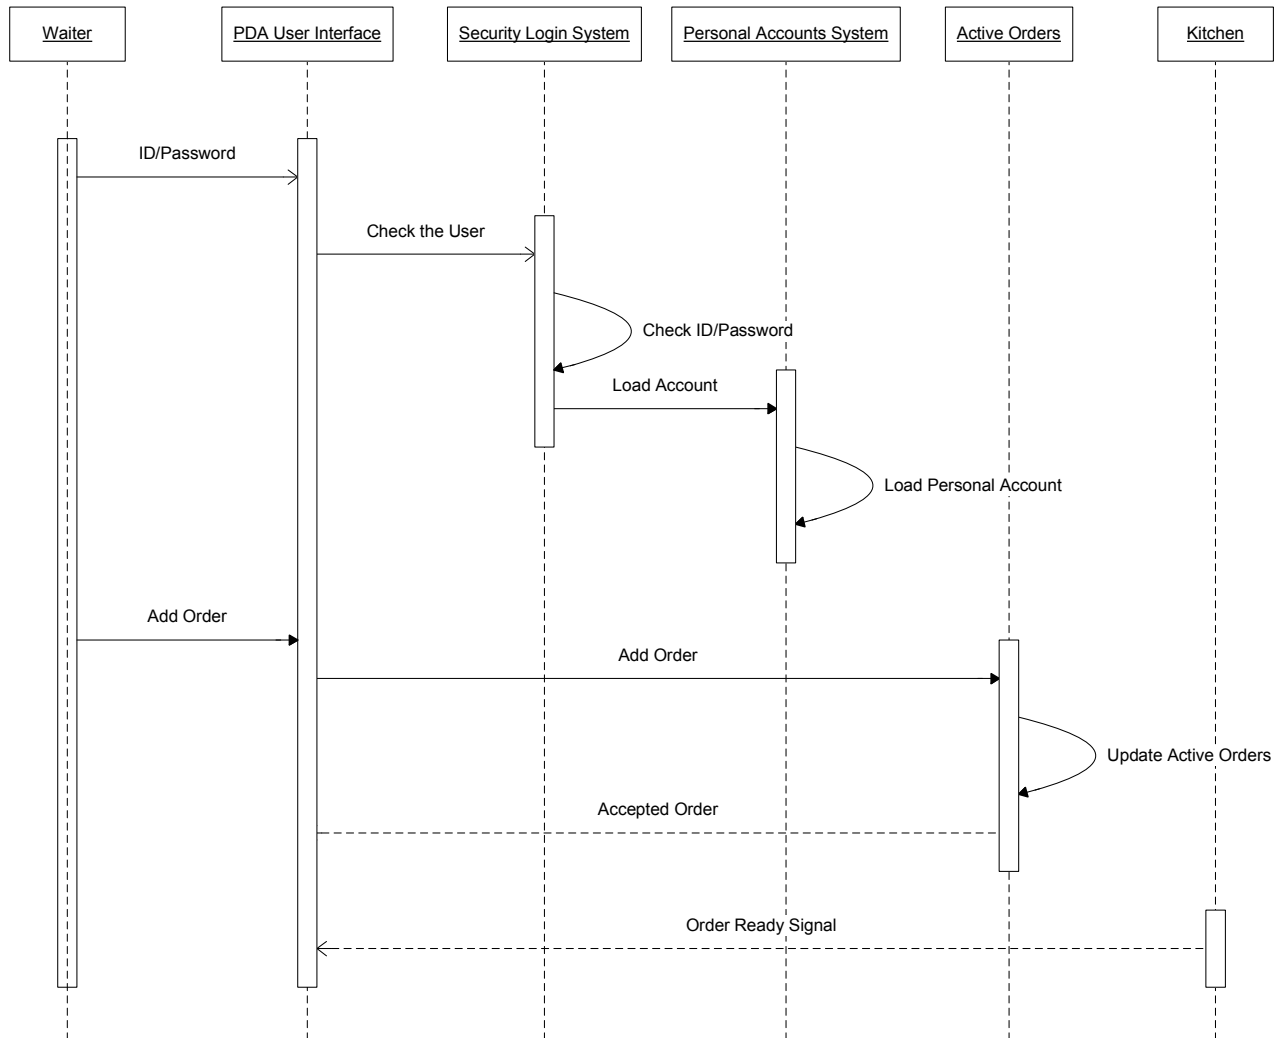 Waiter
PDA User Interface
Security Login System
Personal Accounts System
Active Orders
Kitchen
ID/Password
Check the User
Check ID/Password
Load Account
Load Personal Account
Add Order
Add Order
Update Active Orders
Accepted Order
Order Ready Signal